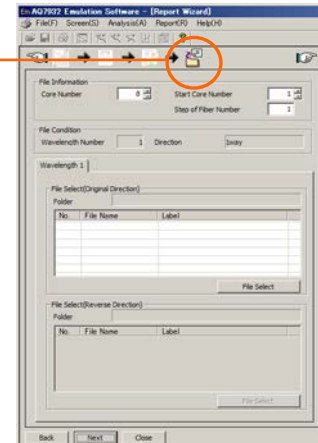 En AQ7932 Emulation Software - [Report Wizard]
File(F) Screen(S) Analysis(A) Report(R) Help(H)
File Information
Core Number 8 Start Core Number 1
Step of Fiber Number 1
File Condition
Wavelength Number 1 Direction 1way
Wavelength 1
File Select(Original Direction)
Folder
No. File Name Label
File Select
File Select(Reverse Direction)
Folder
No. File Name Label
File Select
Back Next Close